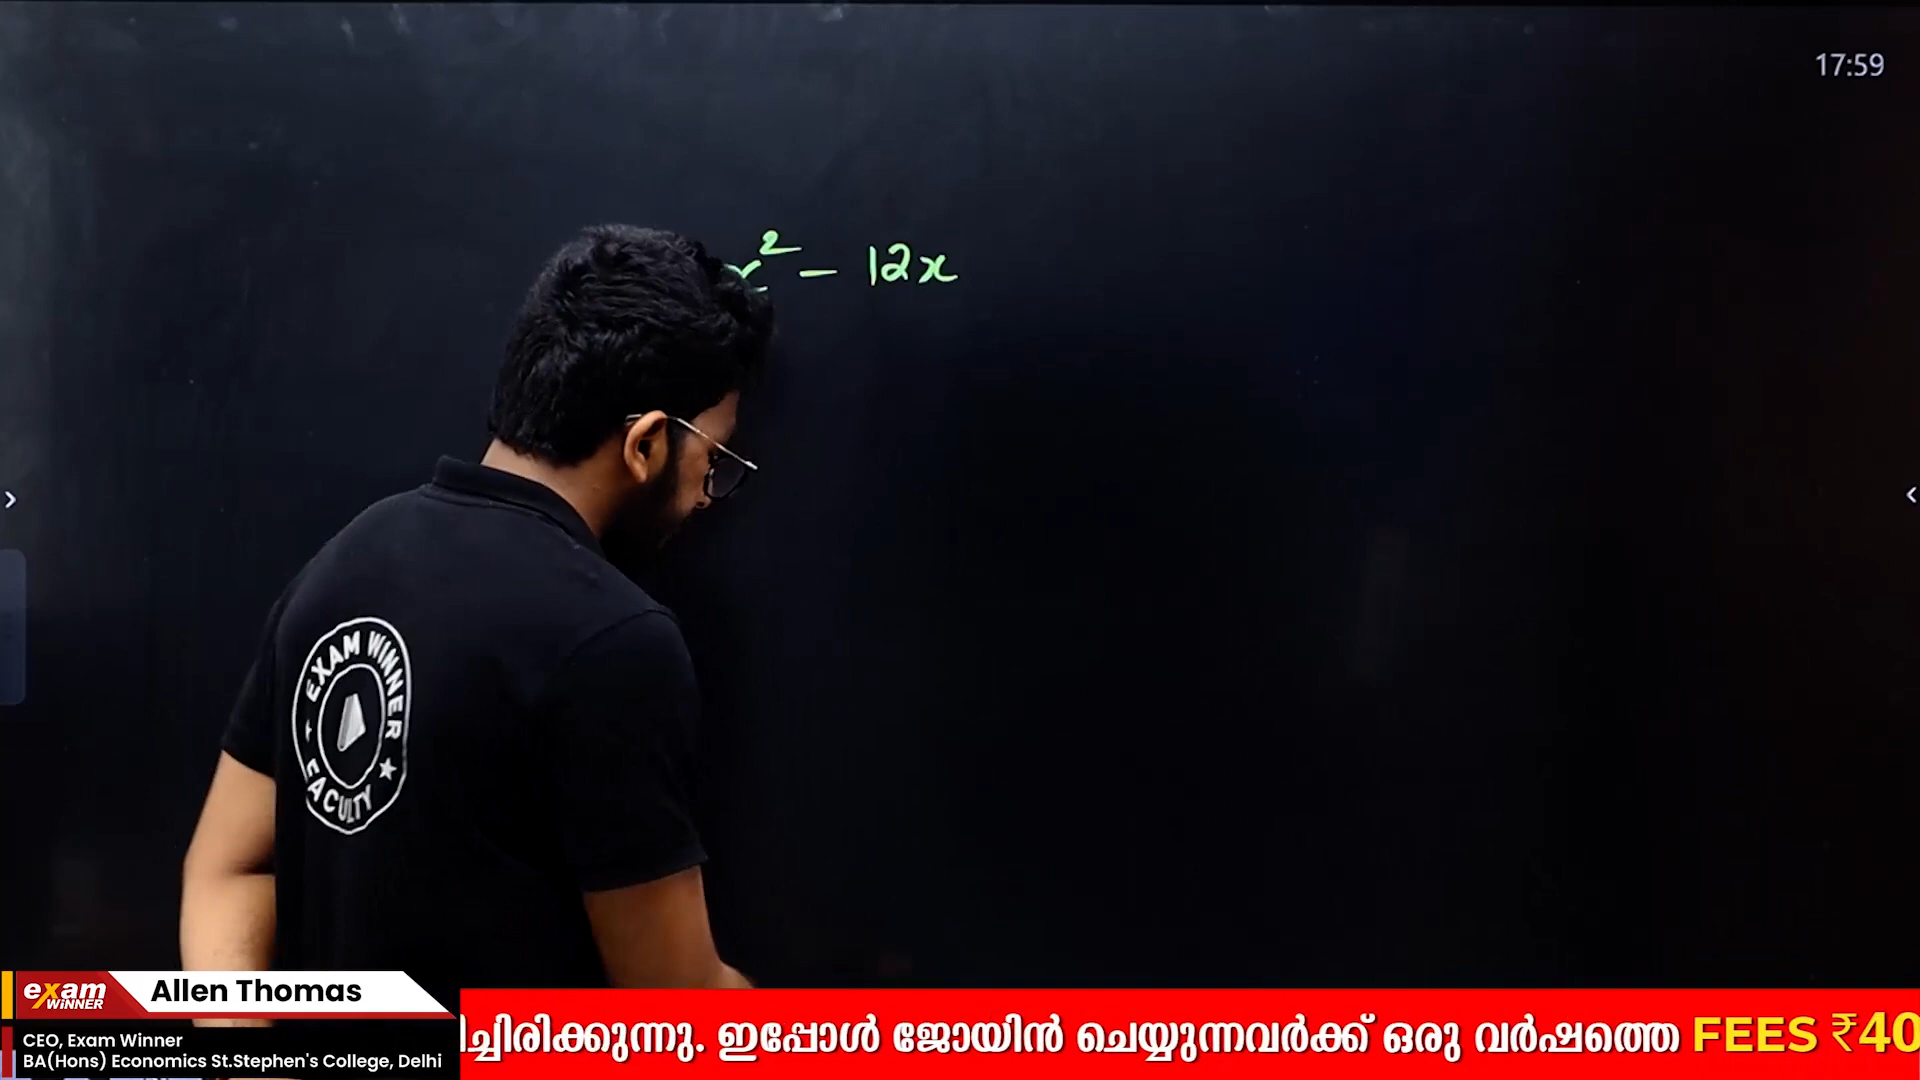 17:59
x² - 12x
EXAM WINNER
FACULTY
exam
WINNER
Allen Thomas
CEO, Exam Winner
BA(Hons) Economics St.Stephen's College, Delhi
ിച്ചിരിക്കുന്നു. ഇപ്പോൾ ജോയിൻ ചെയ്യുന്നവർക്ക് ഒരു വർഷത്തെ FEES ₹40